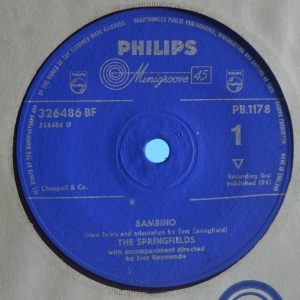 PHILIPS
Minigroove 45
326486 BF
326486 1F
PB.1178
1
Chappell & Co.
Recording first
Published 1961
BAMBINO
(New lyrics and adaptation by Tom Springfield)
THE SPRINGFIELDS
with accompaniment directed
by Ivor Raymonde